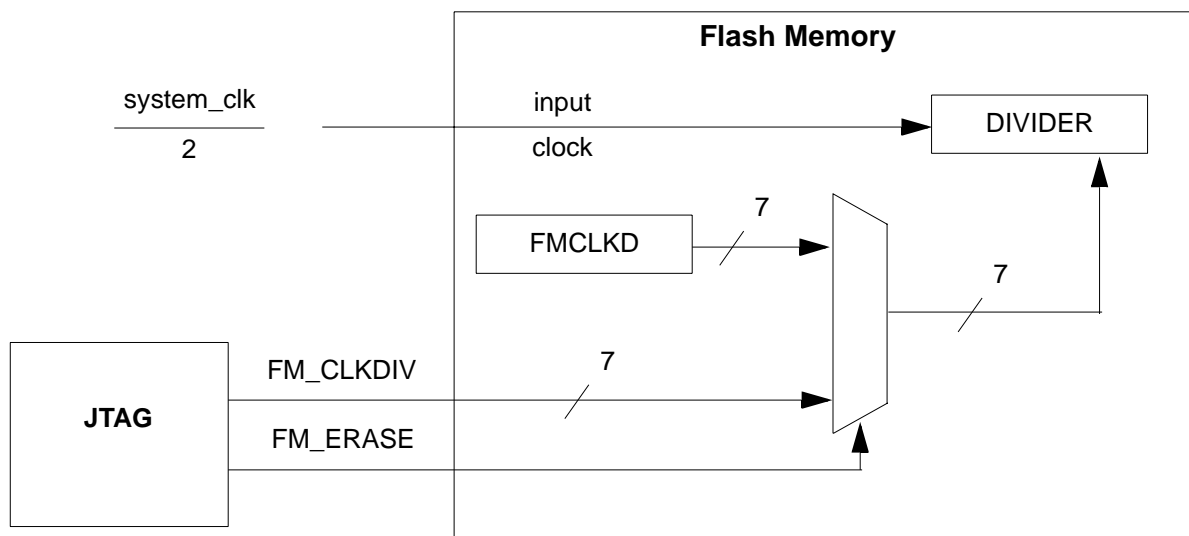 Flash Memory
system_clk
2
input
clock
DIVIDER
7
FMCLKD
7
FM_CLKDIV
7
JTAG
FM_ERASE